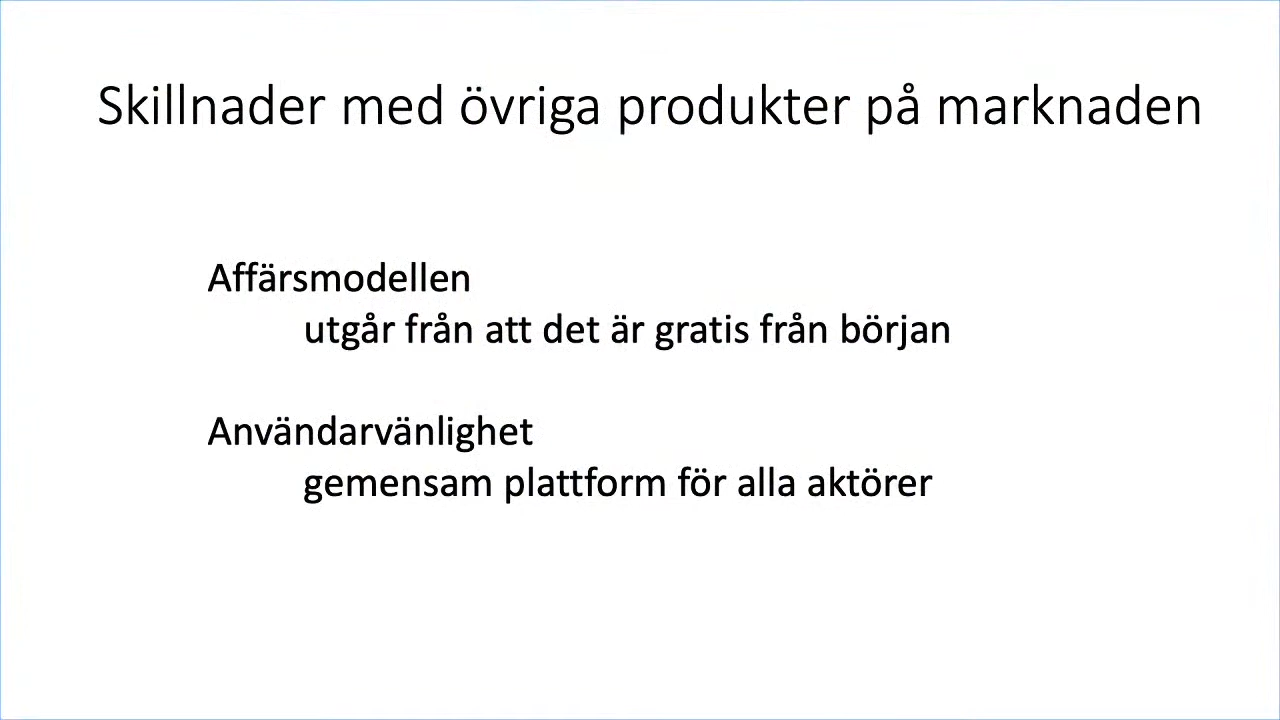 Skillnader med övriga produkter på marknaden
Affärsmodellen
utgår från att det är gratis från början
Användarvänlighet
gemensam plattform för alla aktörer